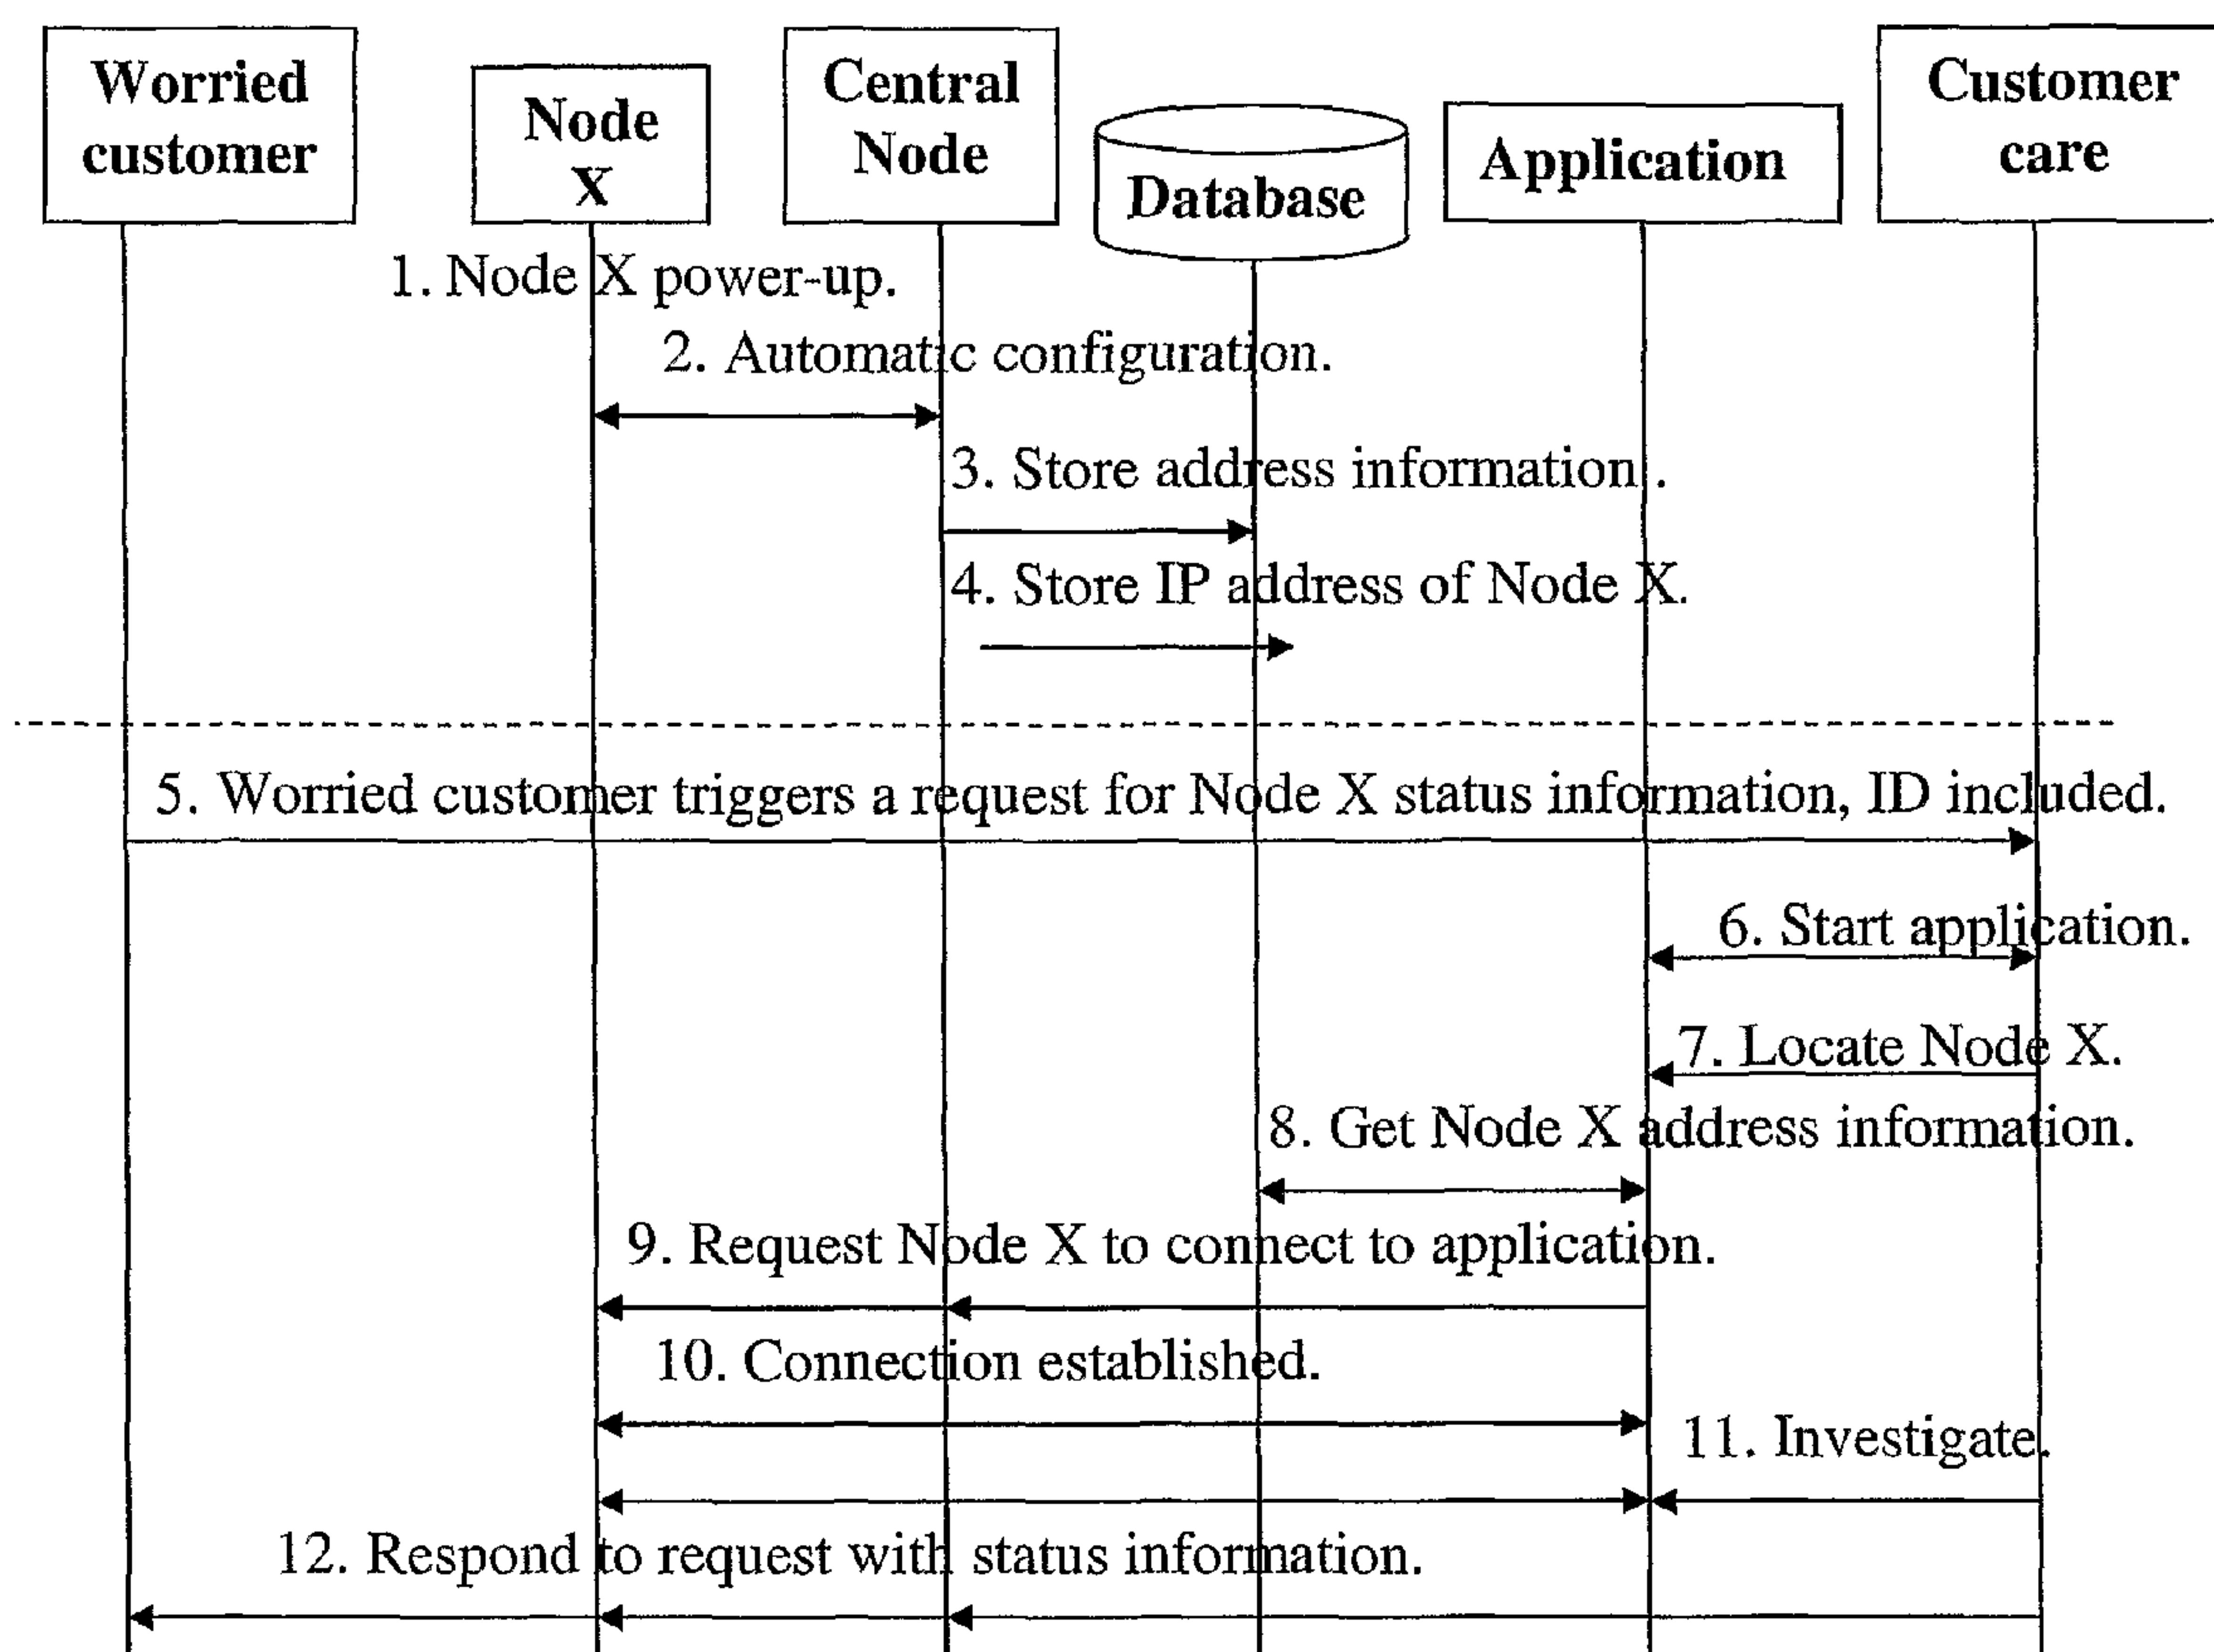 Worried
customer
Node
X
Central
Node
Database
Application
Customer
care
1. Node X power-up.
2. Automatic configuration.
3. Store address information .
4. Store IP address of Node X.
5. Worried customer triggers a request for Node X status information, ID included.
6. Start application.
7. Locate Node X.
8. Get Node X address information.
9. Request Node X to connect to application.
10. Connection established.
11. Investigate.
12. Respond to request with status information.